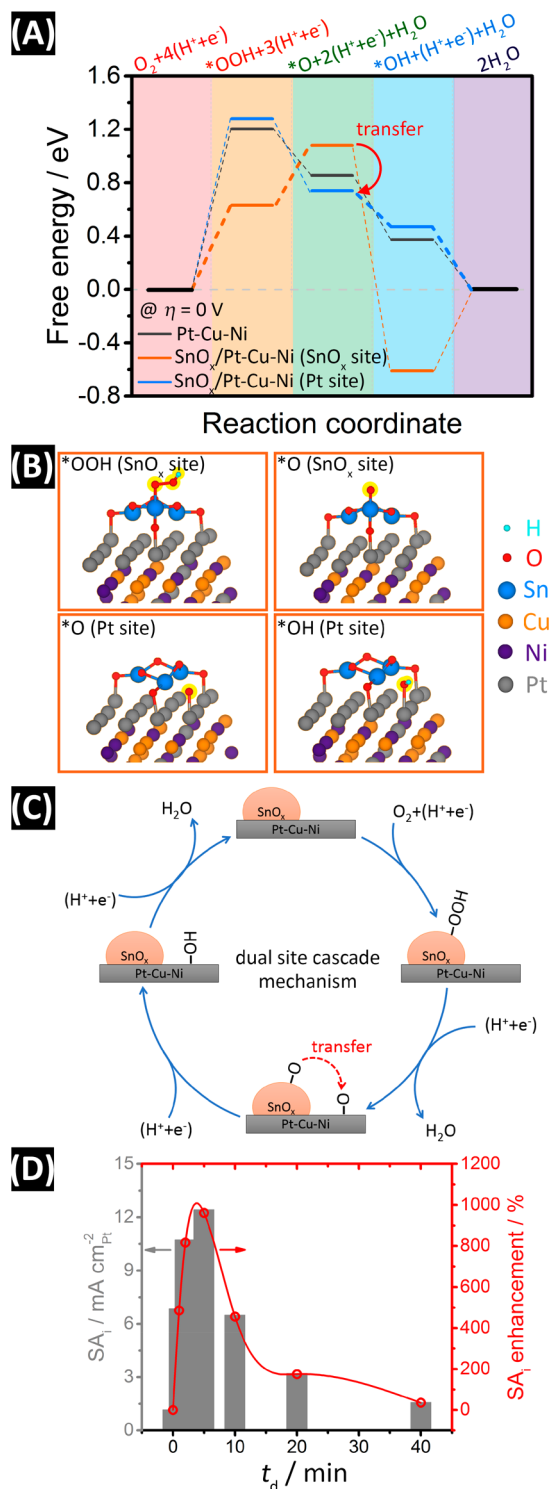 (A)
O₂+4(H⁺+e⁻)
*OOH+3(H⁺+e⁻)
*O+2(H⁺+e⁻)+H₂O
*OH+(H⁺+e⁻)+H₂O
2H₂O
1.6
1.2
0.8
0.4
0.0
-0.4
-0.8
Free energy / eV
transfer
@ η = 0 V
Pt-Cu-Ni
SnOₓ/Pt-Cu-Ni (SnOₓ site)
SnOₓ/Pt-Cu-Ni (Pt site)
Reaction coordinate
(B)
*OOH (SnOₓ site)
*O (SnOₓ site)
*O (Pt site)
*OH (Pt site)
H
O
Sn
Cu
Ni
Pt
(C)
H₂O
SnOₓ
Pt-Cu-Ni
O₂+(H⁺+e⁻)
(H⁺+e⁻)
OH
SnOₓ
Pt-Cu-Ni
dual site cascade
mechanism
OOH
SnOₓ
Pt-Cu-Ni
(H⁺+e⁻)
transfer
O
O
SnOₓ
Pt-Cu-Ni
(H⁺+e⁻)
H₂O
(D)
15
12
9
6
3
0
SAᵢ / mA cm⁻²Pt
1200
1000
800
600
400
200
0
SAᵢ enhancement / %
0 10 20 30 40
t_d / min